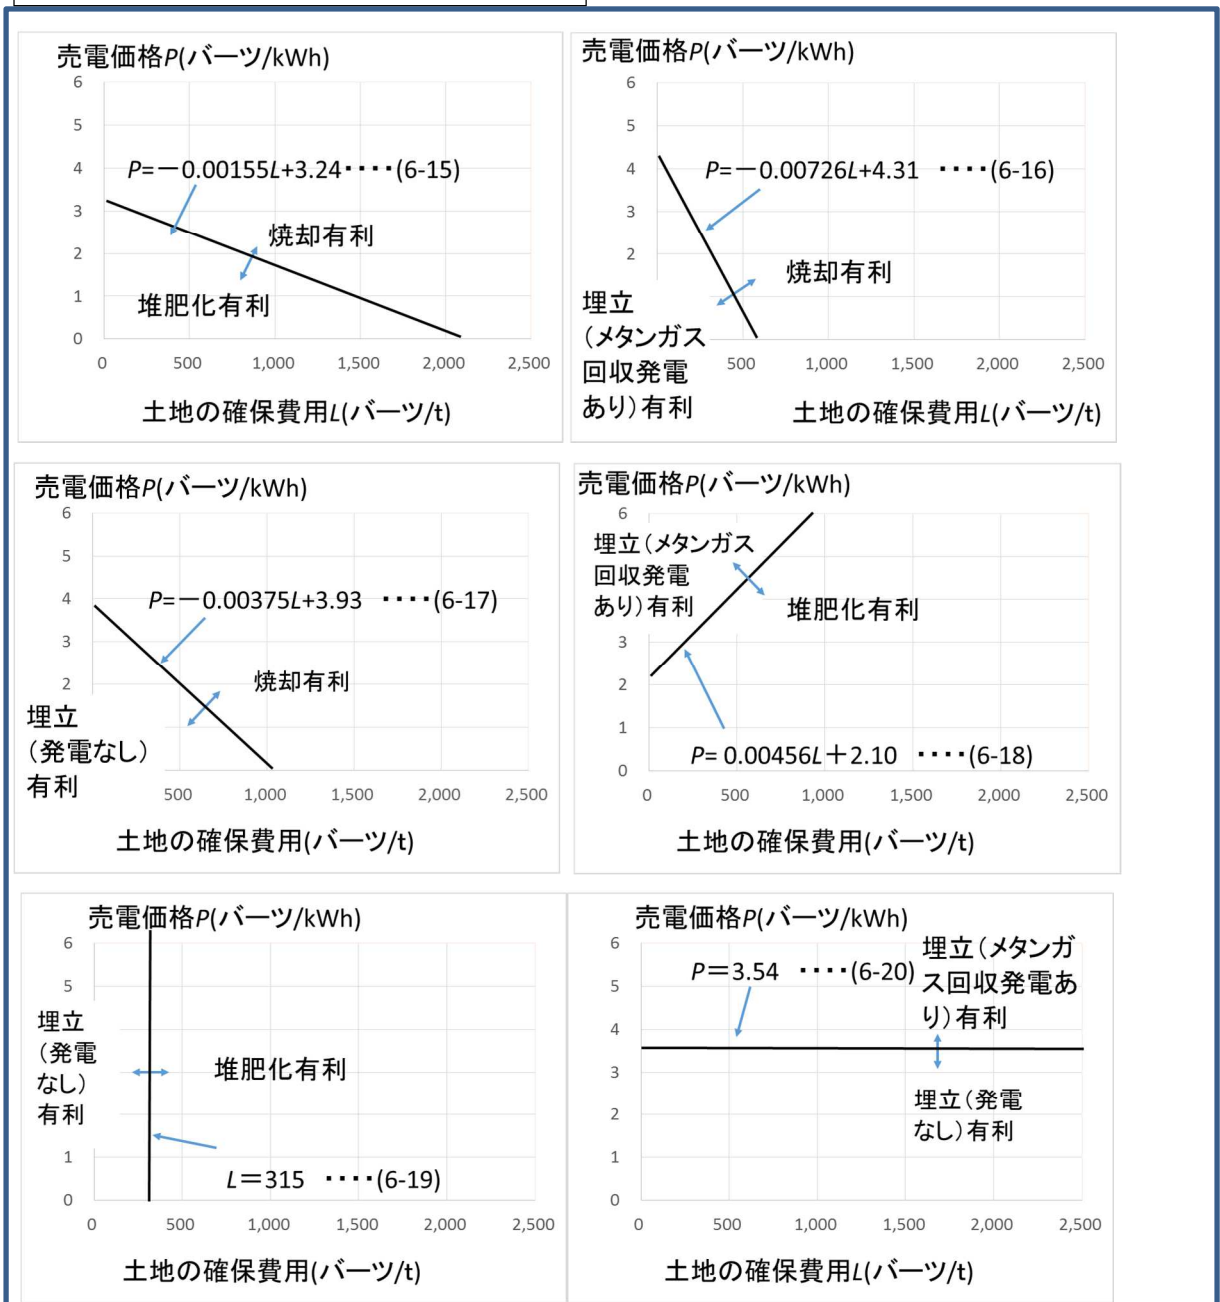 売電価格P(バーツ/kWh)
6
5
4
3
2
1
0
P=－0.00155L+3.24････(6-15)
焼却有利
堆肥化有利
0 500 1,000 1,500 2,000 2,500
土地の確保費用L(バーツ/t)
売電価格P(バーツ/kWh)
6
5
4
3
2
P=－0.00726L+4.31 ････(6-16)
焼却有利
埋立
（メタンガス
回収発電
あり）有利
500 1,000 1,500 2,000 2,500
土地の確保費用L(バーツ/t)
売電価格P(バーツ/kWh)
6
5
4
3
2
P=－0.00375L+3.93 ････(6-17)
焼却有利
埋立
（発電なし）
有利
500 1,000 1,500 2,000 2,500
土地の確保費用(バーツ/t)
売電価格P(バーツ/kWh)
6
埋立（メタンガス
回収発電
あり）有利
堆肥化有利
3
2
1
0
P= 0.00456L＋2.10 ････(6-18)
0 500 1,000 1,500 2,000 2,500
土地の確保費用(バーツ/t)
売電価格P(バーツ/kWh)
6
5
埋立
（発電
なし）
有利
堆肥化有利
1
0
L＝315 ････(6-19)
0 500 1,000 1,500 2,000 2,500
土地の確保費用(バーツ/t)
売電価格P(バーツ/kWh)
6
5
4
3
2
1
0
P＝3.54 ････(6-20)
埋立（メタンガ
ス回収発電あ
り）有利
埋立（発電
なし）有利
0 500 1,000 1,500 2,000 2,500
土地の確保費用L(バーツ/t)